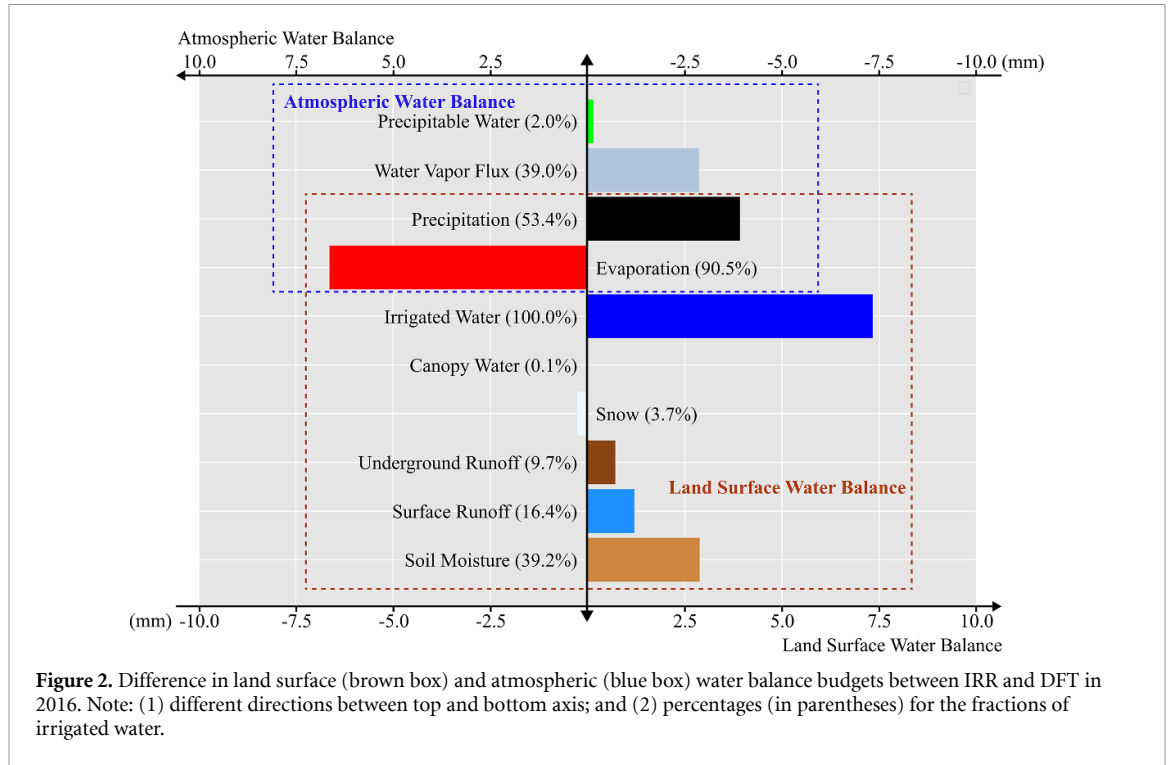 Atmospheric Water Balance
10.0 7.5 5.0 2.5 -2.5 -5.0 -7.5 -10.0 (mm)
Atmospheric Water Balance
Precipitable Water (2.0%)
Water Vapor Flux (39.0%)
Precipitation (53.4%)
Evaporation (90.5%)
Irrigated Water (100.0%)
Canopy Water (0.1%)
Snow (3.7%)
Underground Runoff (9.7%)
Land Surface Water Balance
Surface Runoff (16.4%)
Soil Moisture (39.2%)
(mm) -10.0 -7.5 -5.0 -2.5 2.5 5.0 7.5 10.0
Land Surface Water Balance
Figure 2. Difference in land surface (brown box) and atmospheric (blue box) water balance budgets between IRR and DFT in
2016. Note: (1) different directions between top and bottom axis; and (2) percentages (in parentheses) for the fractions of
irrigated water.